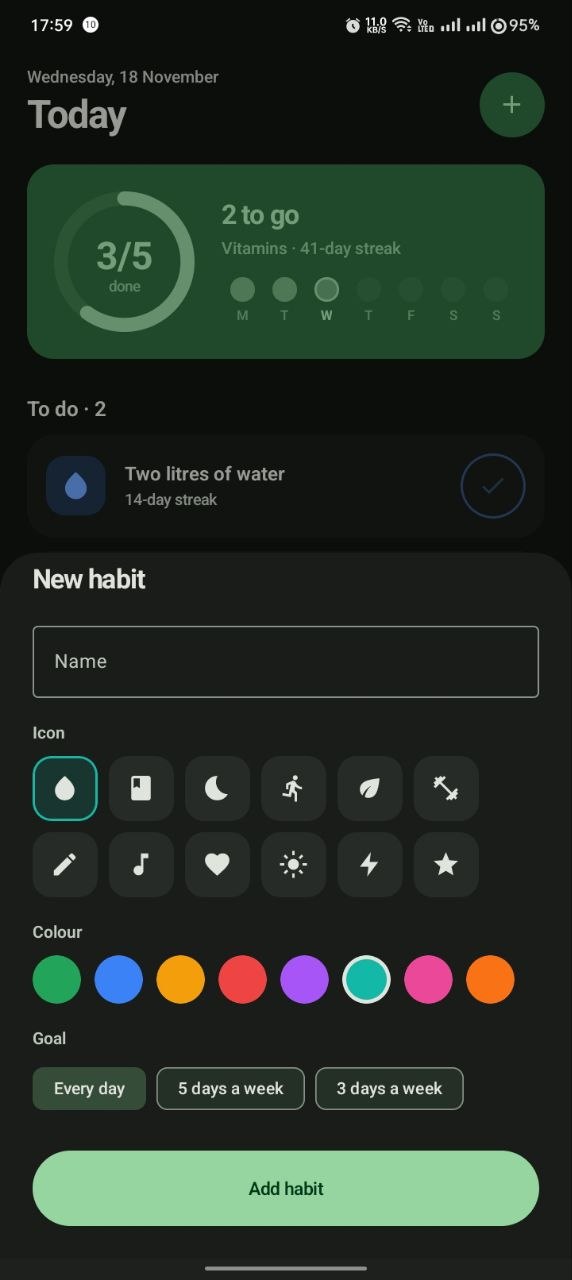 17:59 10 11.0 KB/S Vo LTED 95%
Wednesday, 18 November
Today
3/5
done
2 to go
Vitamins · 41-day streak
M T W T F S S
To do · 2
Two litres of water
14-day streak
New habit
Name
Icon
Colour
Goal
Every day 5 days a week 3 days a week
Add habit